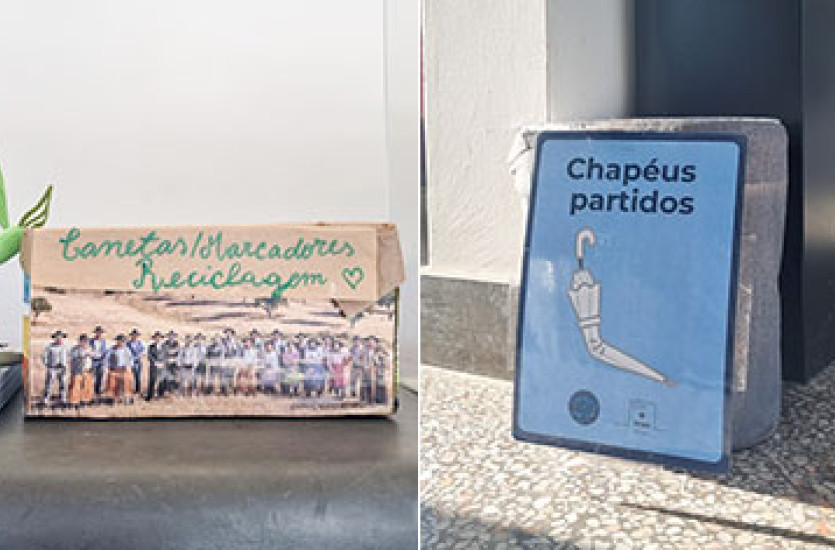 Canetas/Marcadores
Reciclagem
Chapéus
partidos